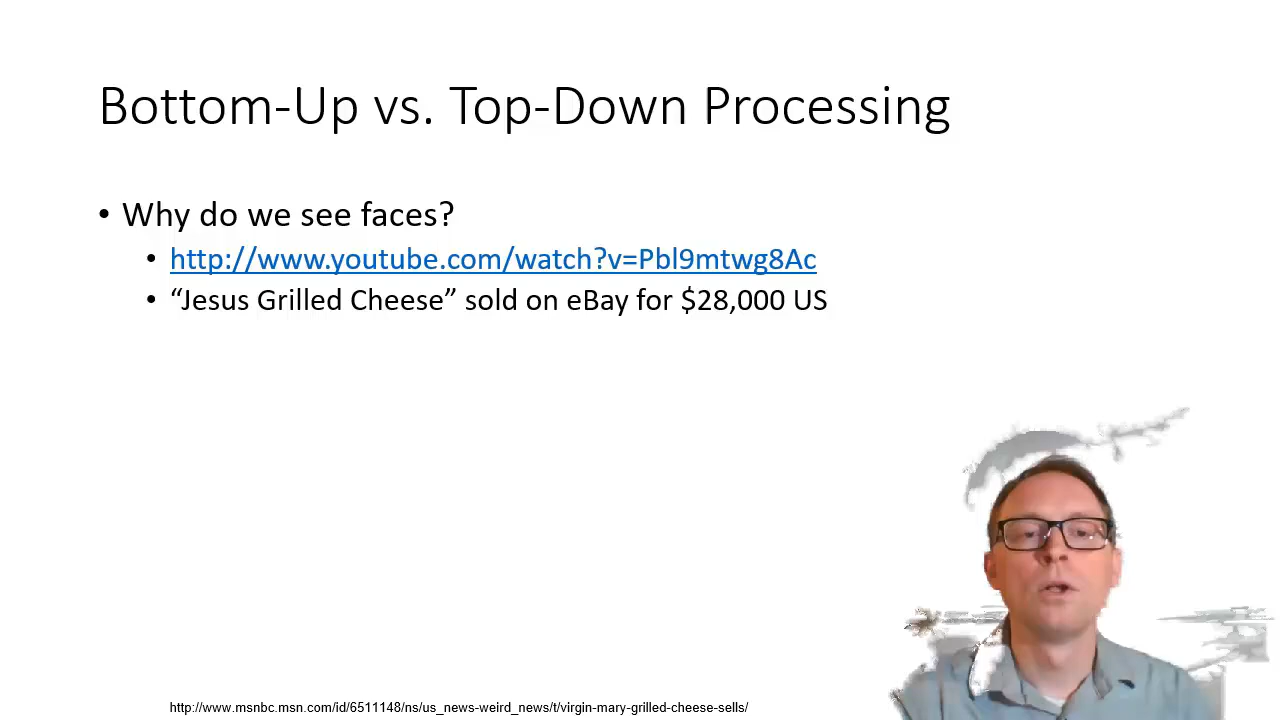 Bottom-Up vs. Top-Down Processing
• Why do we see faces?
• http://www.youtube.com/watch?v=Pbl9mtwg8Ac
• “Jesus Grilled Cheese” sold on eBay for $28,000 US
http://www.msnbc.msn.com/id/6511148/ns/us_news-weird_news/t/virgin-mary-grilled-cheese-sells/